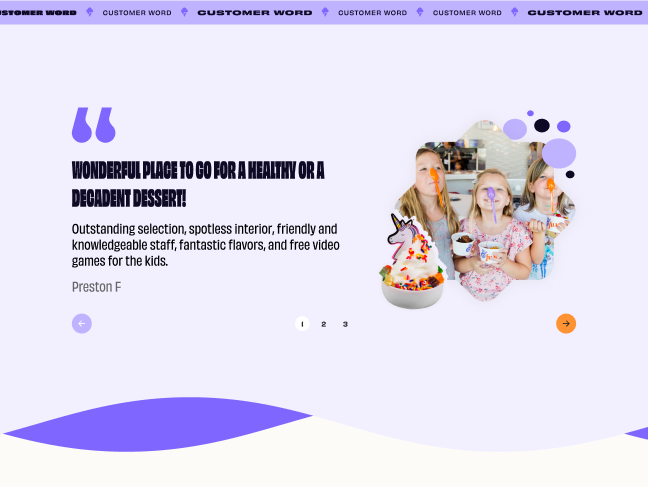 CUSTOMER WORD CUSTOMER WORD CUSTOMER WORD CUSTOMER WORD CUSTOMER WORD CUSTOMER WORD
WONDERFUL PLACE TO GO FOR A HEALTHY OR A
DECADENT DESSERT!
Outstanding selection, spotless interior, friendly and
knowledgeable staff, fantastic flavors, and free video
games for the kids.
Preston F
1 2 3